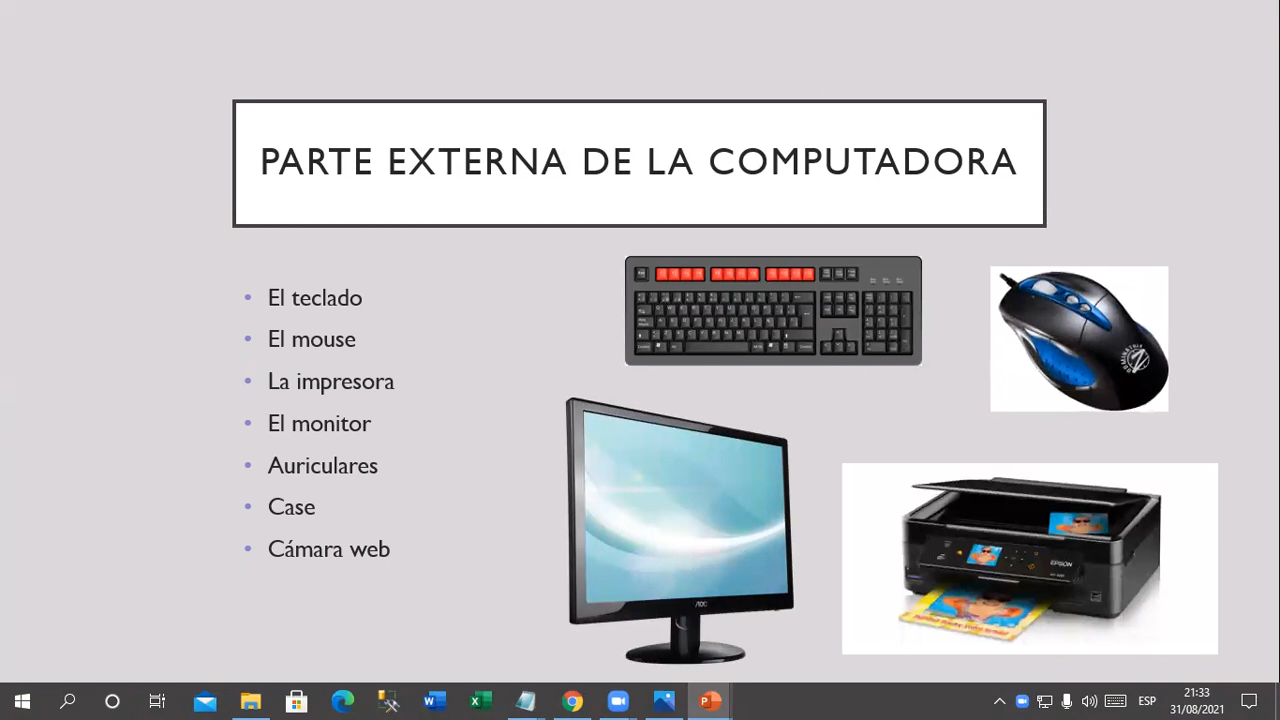 PARTE EXTERNA DE LA COMPUTADORA
• El teclado
• El mouse
• La impresora
• El monitor
• Auriculares
• Case
• Cámara web
AOC
EPSON
ESP
21:33
31/08/2021